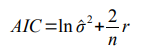 AIC = ln σ̂² + 2/n r